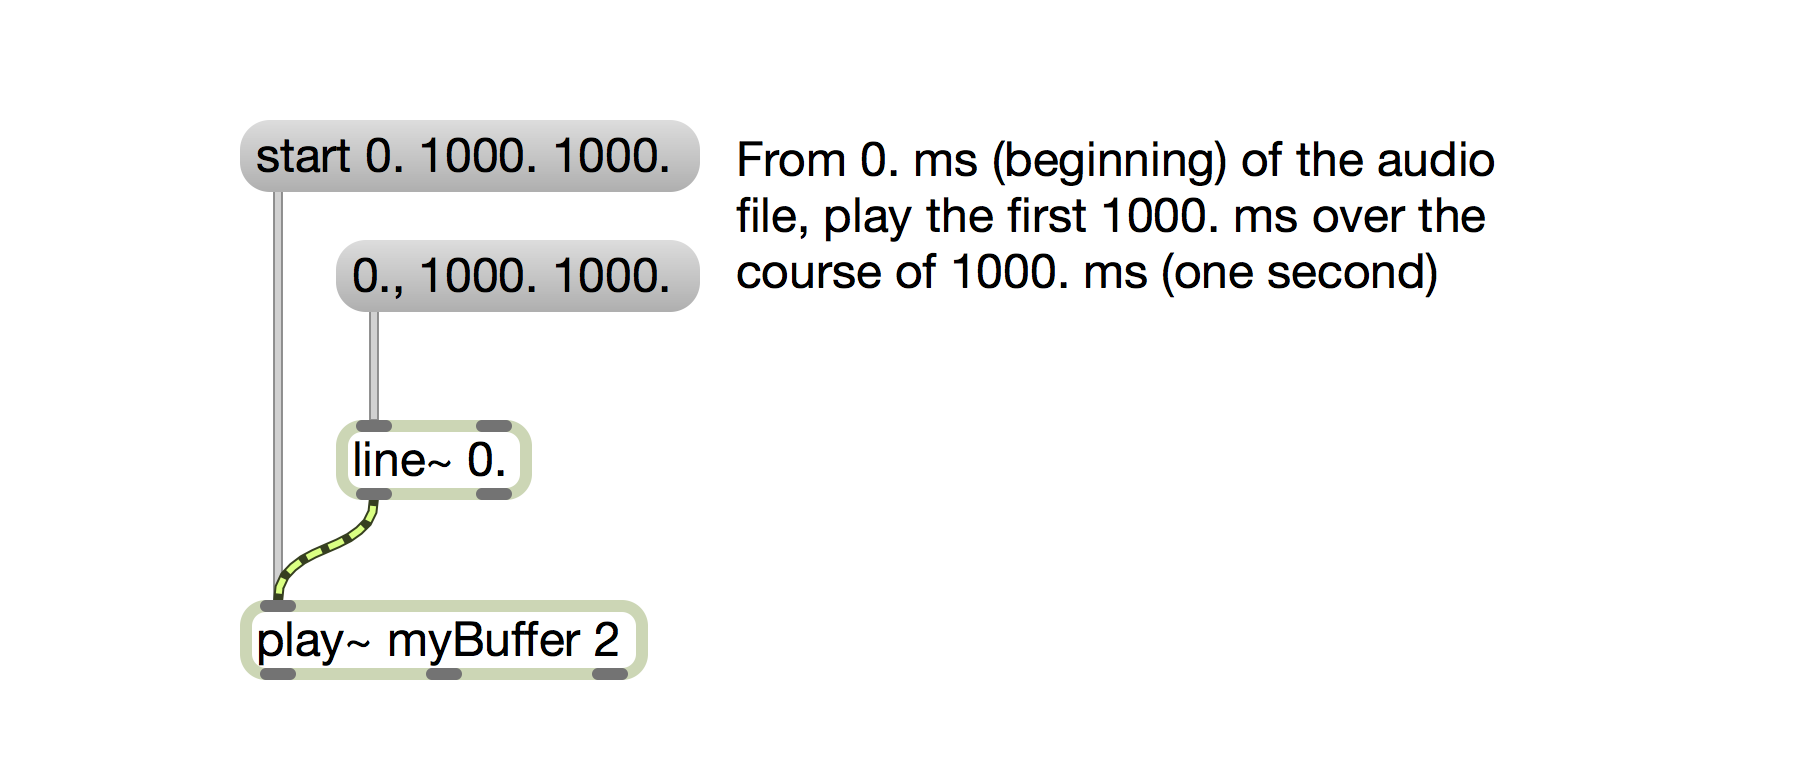 start 0. 1000. 1000.
0., 1000. 1000.
From 0. ms (beginning) of the audio
file, play the first 1000. ms over the
course of 1000. ms (one second)
line~ 0.
play~ myBuffer 2